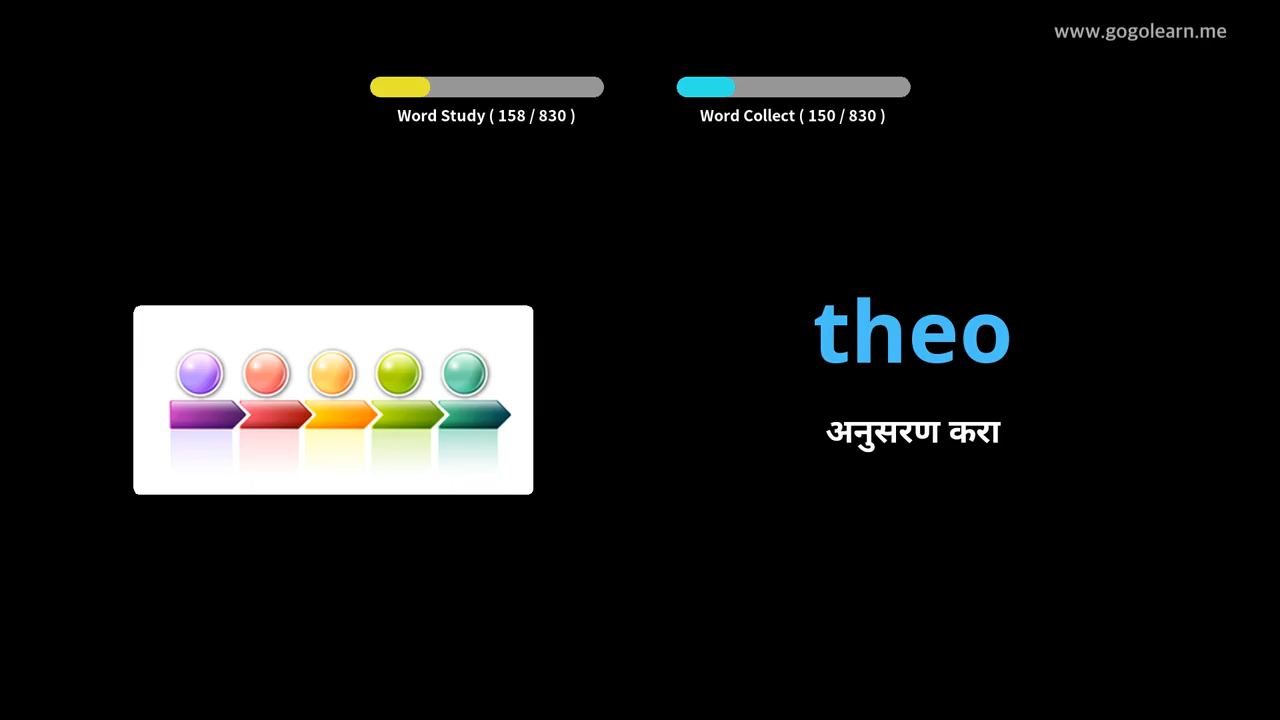 www.gogolearn.me
Word Study ( 158 / 830 )
Word Collect ( 150 / 830 )
theo
अनुसरण करा